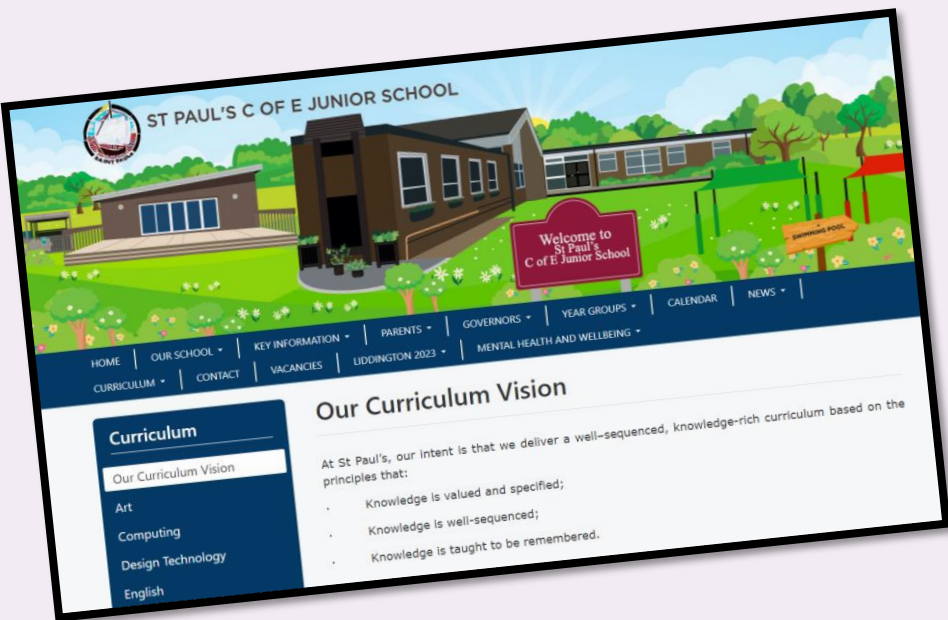 SAINT PAUL'S
ST PAUL'S C OF E JUNIOR SCHOOL
Welcome to
St Paul's
C of E Junior School
SWIMMING POOL
HOME OUR SCHOOL KEY INFORMATION PARENTS GOVERNORS YEAR GROUPS CALENDAR NEWS
CURRICULUM CONTACT VACANCIES LIDDINGTON 2023 MENTAL HEALTH AND WELLBEING
Curriculum
Our Curriculum Vision
Art
Computing
Design Technology
English
Our Curriculum Vision
At St Paul's, our intent is that we deliver a well–sequenced, knowledge-rich curriculum based on the
principles that:
· Knowledge is valued and specified;
· Knowledge is well-sequenced;
· Knowledge is taught to be remembered.